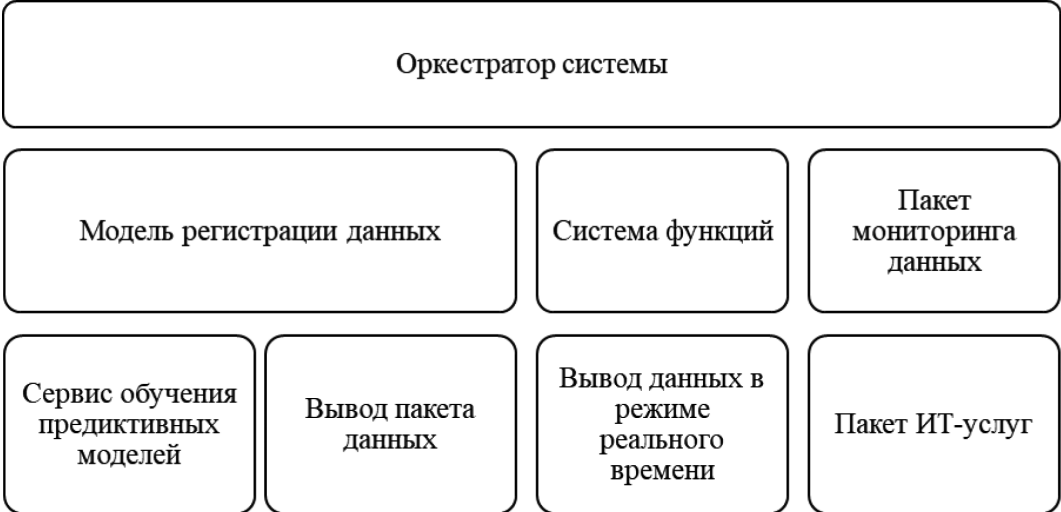 Оркестратор системы
Модель регистрации данных
Система функций
Пакет
мониторинга
данных
Сервис обучения
предиктивных
моделей
Вывод пакета
данных
Вывод данных в
режиме
реального
времени
Пакет ИТ-услуг